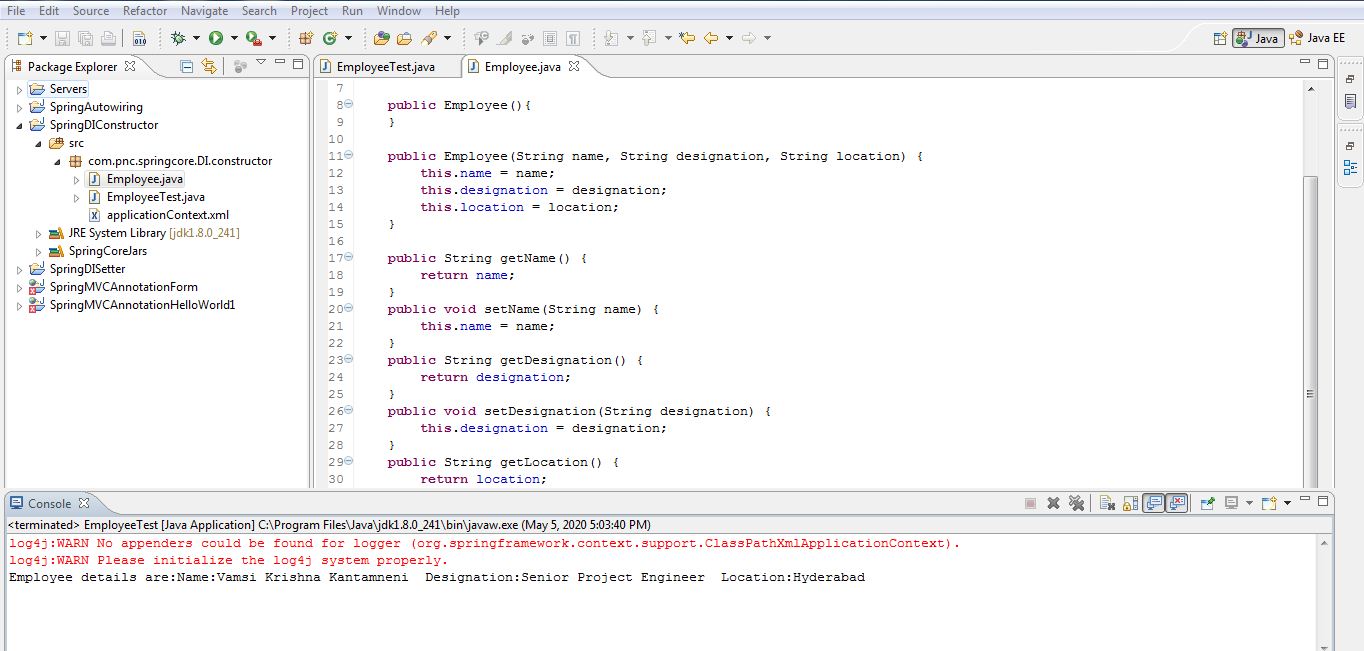 File Edit Source Refactor Navigate Search Project Run Window Help
Java Java EE
Package Explorer
Servers
SpringAutowiring
SpringDIConstructor
src
com.pnc.springcore.DI.constructor
Employee.java
EmployeeTest.java
applicationContext.xml
JRE System Library [jdk1.8.0_241]
SpringCoreJars
SpringDISetter
SpringMVCAnnotationForm
SpringMVCAnnotationHelloWorld1
EmployeeTest.java Employee.java
7
8 public Employee(){
9 }
10
11 public Employee(String name, String designation, String location) {
12 this.name = name;
13 this.designation = designation;
14 this.location = location;
15 }
16
17 public String getName() {
18 return name;
19 }
20 public void setName(String name) {
21 this.name = name;
22 }
23 public String getDesignation() {
24 return designation;
25 }
26 public void setDesignation(String designation) {
27 this.designation = designation;
28 }
29 public String getLocation() {
30 return location;
Console
<terminated> EmployeeTest [Java Application] C:\Program Files\Java\jdk1.8.0_241\bin\javaw.exe (May 5, 2020 5:03:40 PM)
log4j:WARN No appenders could be found for logger (org.springframework.context.support.ClassPathXmlApplicationContext).
log4j:WARN Please initialize the log4j system properly.
Employee details are:Name:Vamsi Krishna Kantamneni  Designation:Senior Project Engineer  Location:Hyderabad